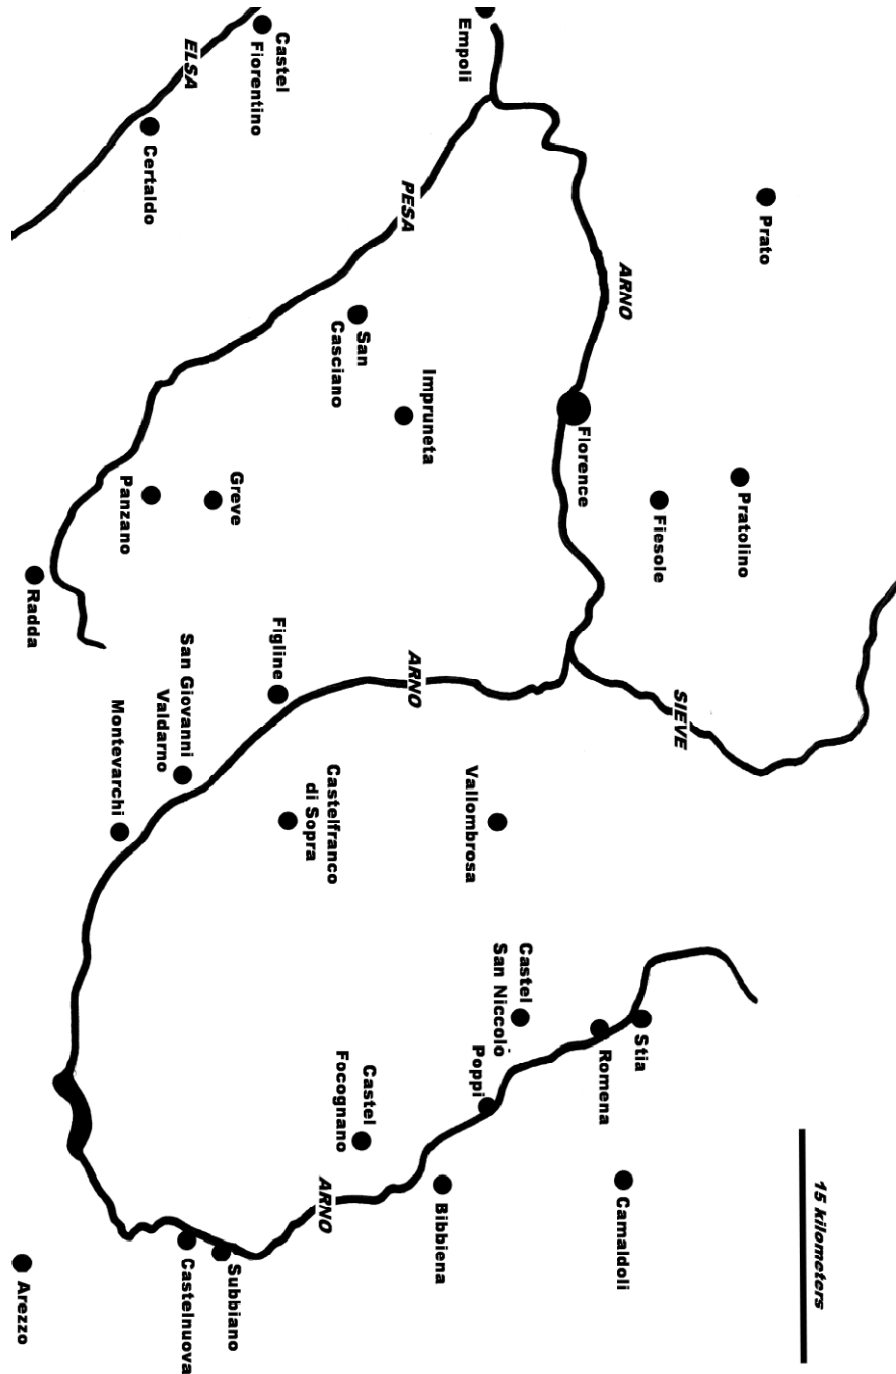 15 kilometers
Prato
Pratolino
SIEVE
Fiesole
Stia
ARNO
Camaldoli
Romena
Florence
Castel
San Niccolò
Poppi
Vallombrosa
Empoli
Bibbiena
Impruneta
ARNO
PESA
Castel
Focognano
San
Casciano
Castelfranco
di Sopra
ARNO
Castel
Fiorentino
Figline
Greve
Subbiano
ELSA
San Giovanni
Valdarno
Castelnuova
Certaldo
Panzano
Montevarchi
Radda
Arezzo